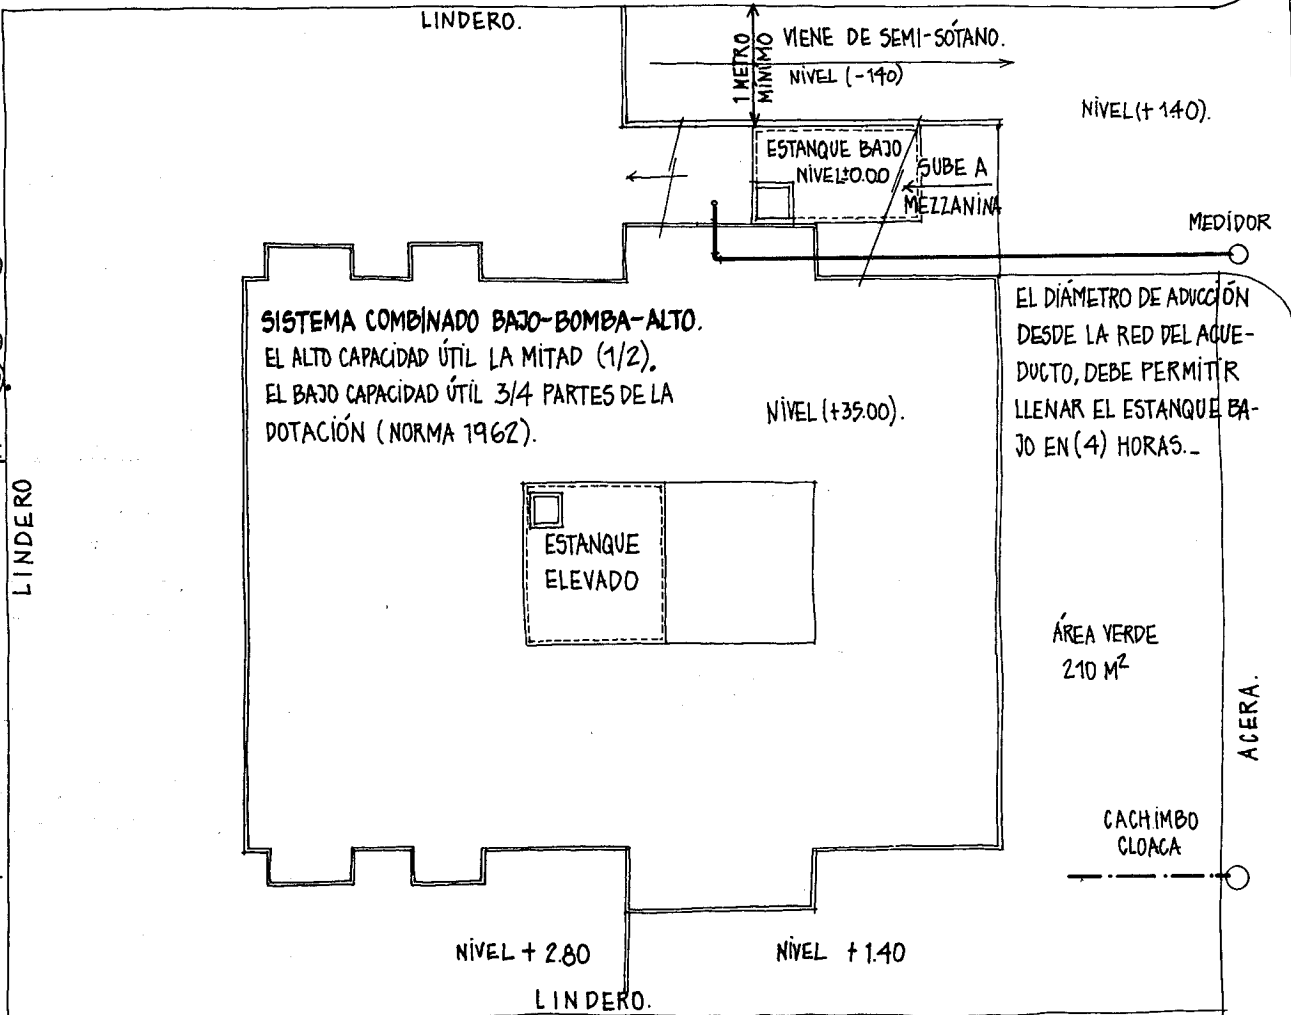 LINDERO.
1 METRO
MÍNIMO
VIENE DE SEMI-SÓTANO.
NIVEL (-140)
NIVEL (+ 140).
ESTANQUE BAJO
NIVEL±0.00
SUBE A
MEZZANINA
MEDIDOR
SISTEMA COMBINADO BAJO-BOMBA-ALTO.
EL ALTO CAPACIDAD ÚTIL LA MITAD (1/2).
EL BAJO CAPACIDAD ÚTIL 3/4 PARTES DE LA
DOTACIÓN (NORMA 1962).
NIVEL (+35.00).
EL DIÁMETRO DE ADUCCIÓN
DESDE LA RED DEL ACUE-
DUCTO, DEBE PERMITIR
LLENAR EL ESTANQUE BA-
JO EN (4) HORAS._
LINDERO
ESTANQUE
ELEVADO
ÁREA VERDE
210 M²
ACERA.
CACHIMBO
CLOACA
NIVEL + 2.80
NIVEL + 1.40
LINDERO.